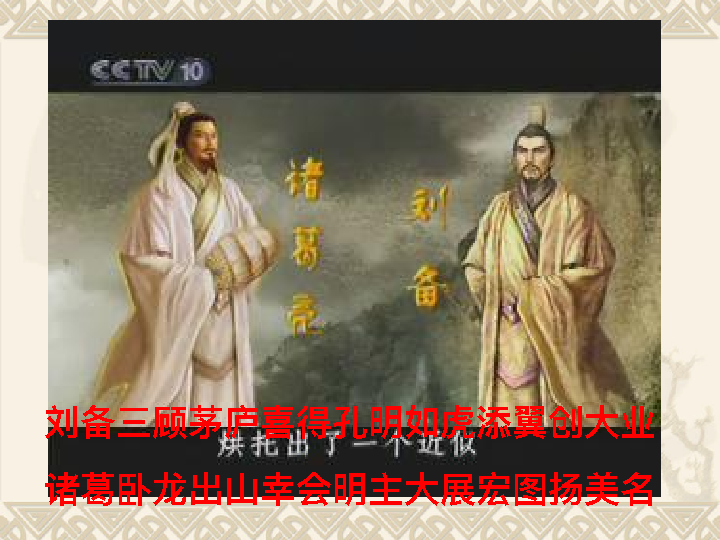 CCTV 10
诸葛亮
刘备
刘备三顾茅庐喜得孔明如虎添翼创大业
烘托出了一个近似
诸葛卧龙出山幸会明主大展宏图扬美名